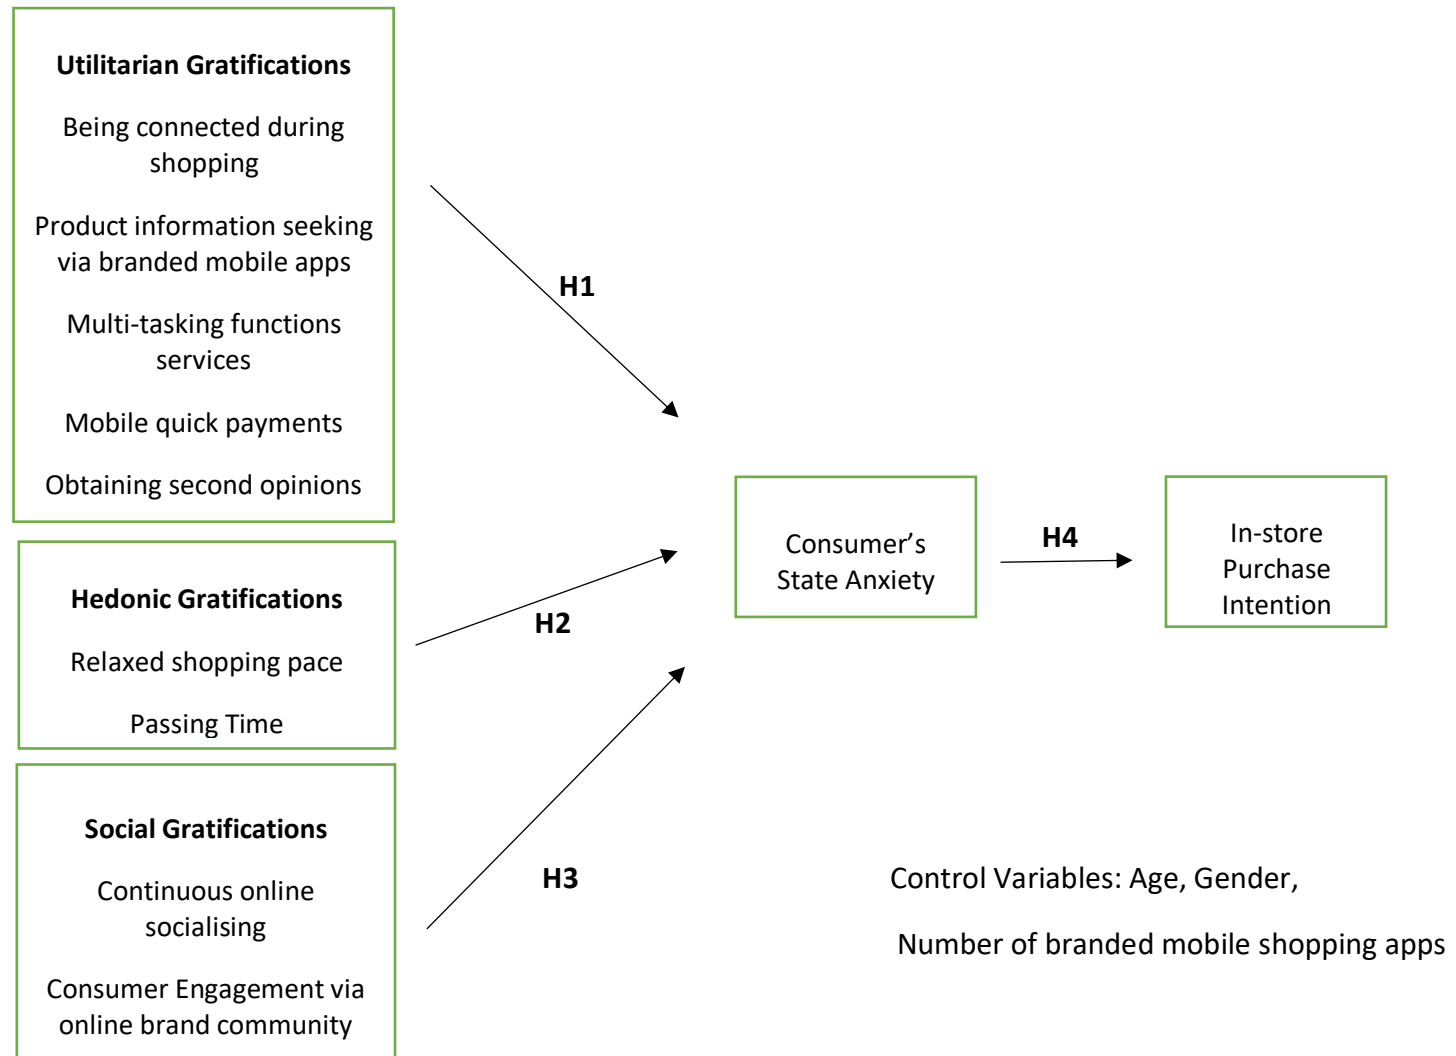 Utilitarian Gratifications
Being connected during
shopping
Product information seeking
via branded mobile apps
Multi-tasking functions
services
Mobile quick payments
Obtaining second opinions
Hedonic Gratifications
Relaxed shopping pace
Passing Time
Social Gratifications
Continuous online
socialising
Consumer Engagement via
online brand community
H1
H2
H3
Consumer’s
State Anxiety
H4
In-store
Purchase
Intention
Control Variables: Age, Gender,
Number of branded mobile shopping apps